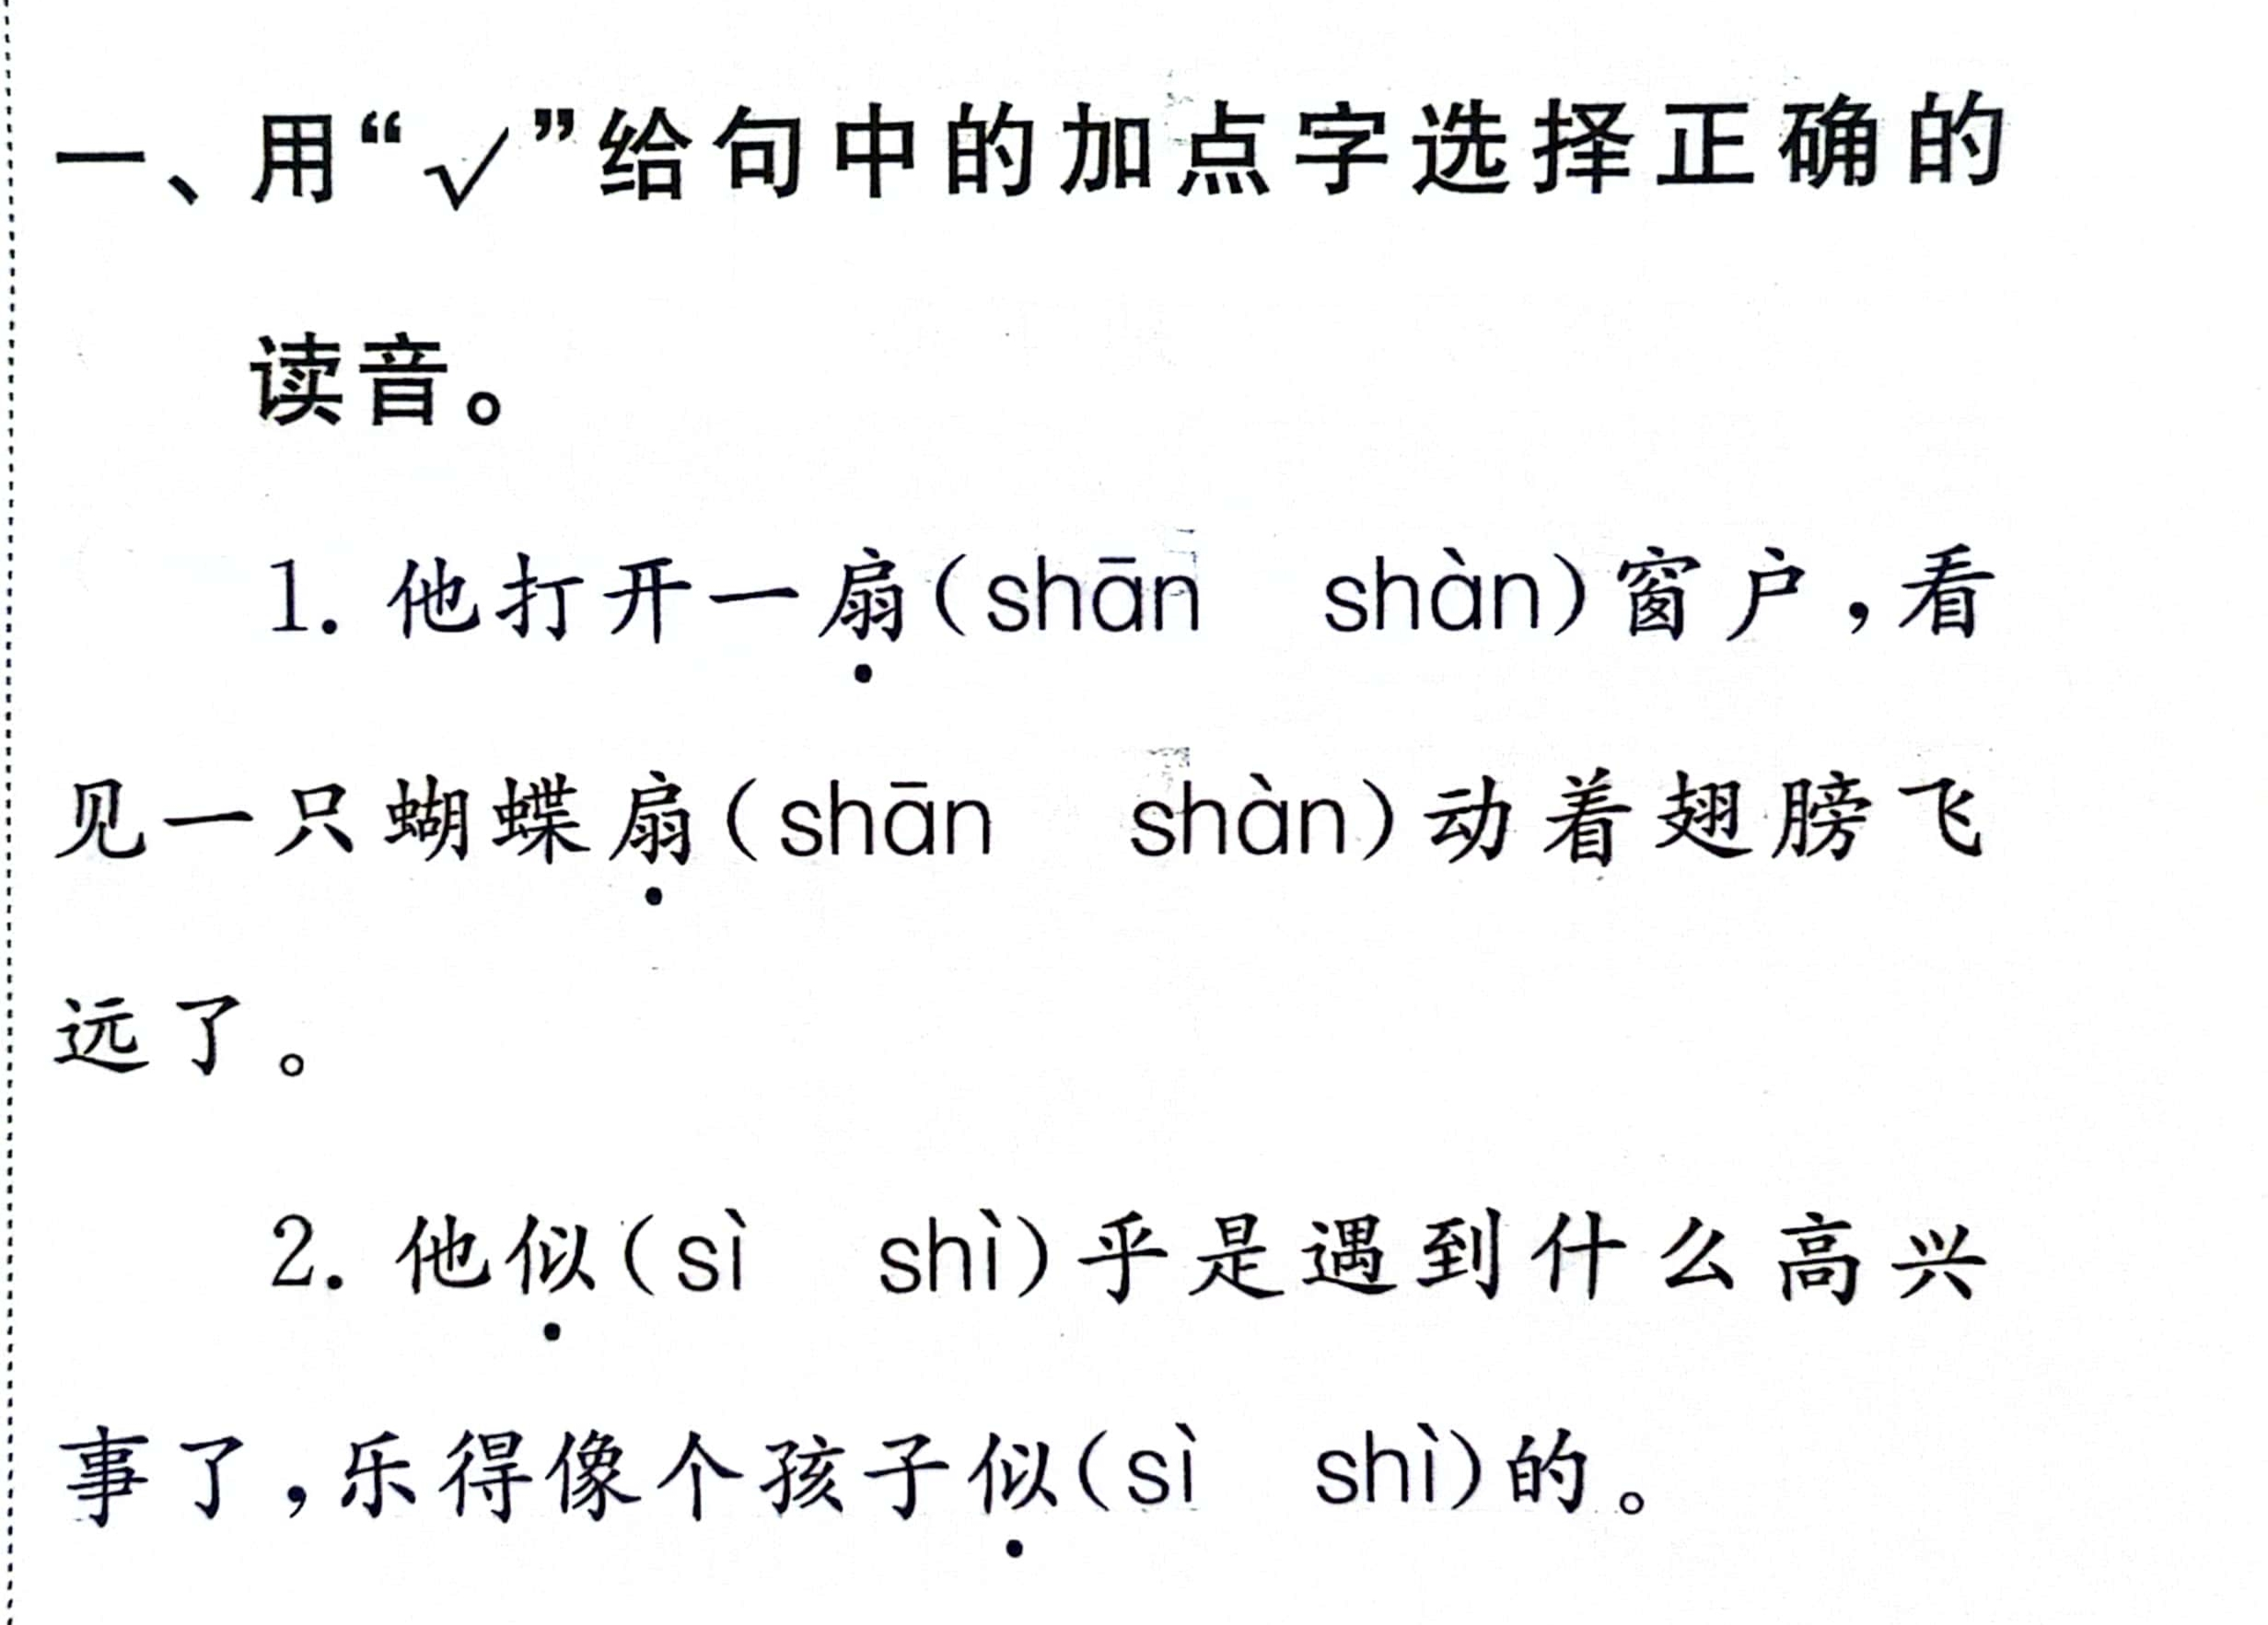 一、用“√”给句中的加点字选择正确的
读音。
1. 他打开一扇(shān shàn)窗户,看
见一只蝴蝶扇(shān shàn)动着翅膀飞
远了。
2. 他似(sì shì)乎是遇到什么高兴
事了,乐得像个孩子似(sì shì)的。